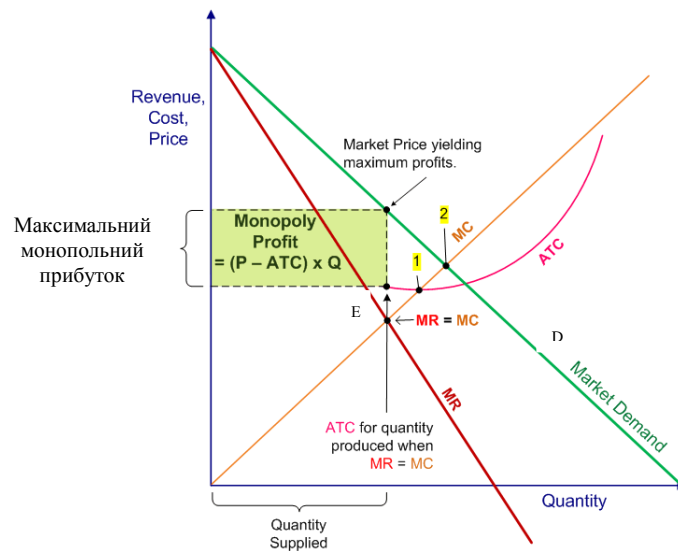 Revenue,
Cost,
Price
Market Price yielding
maximum profits.
Максимальний
монопольний
прибуток
Monopoly
Profit
= (P – ATC) x Q
2
MC
1
ATC
E
MR = MC
D
MR
Market Demand
ATC for quantity
produced when
MR = MC
Quantity
Quantity
Supplied